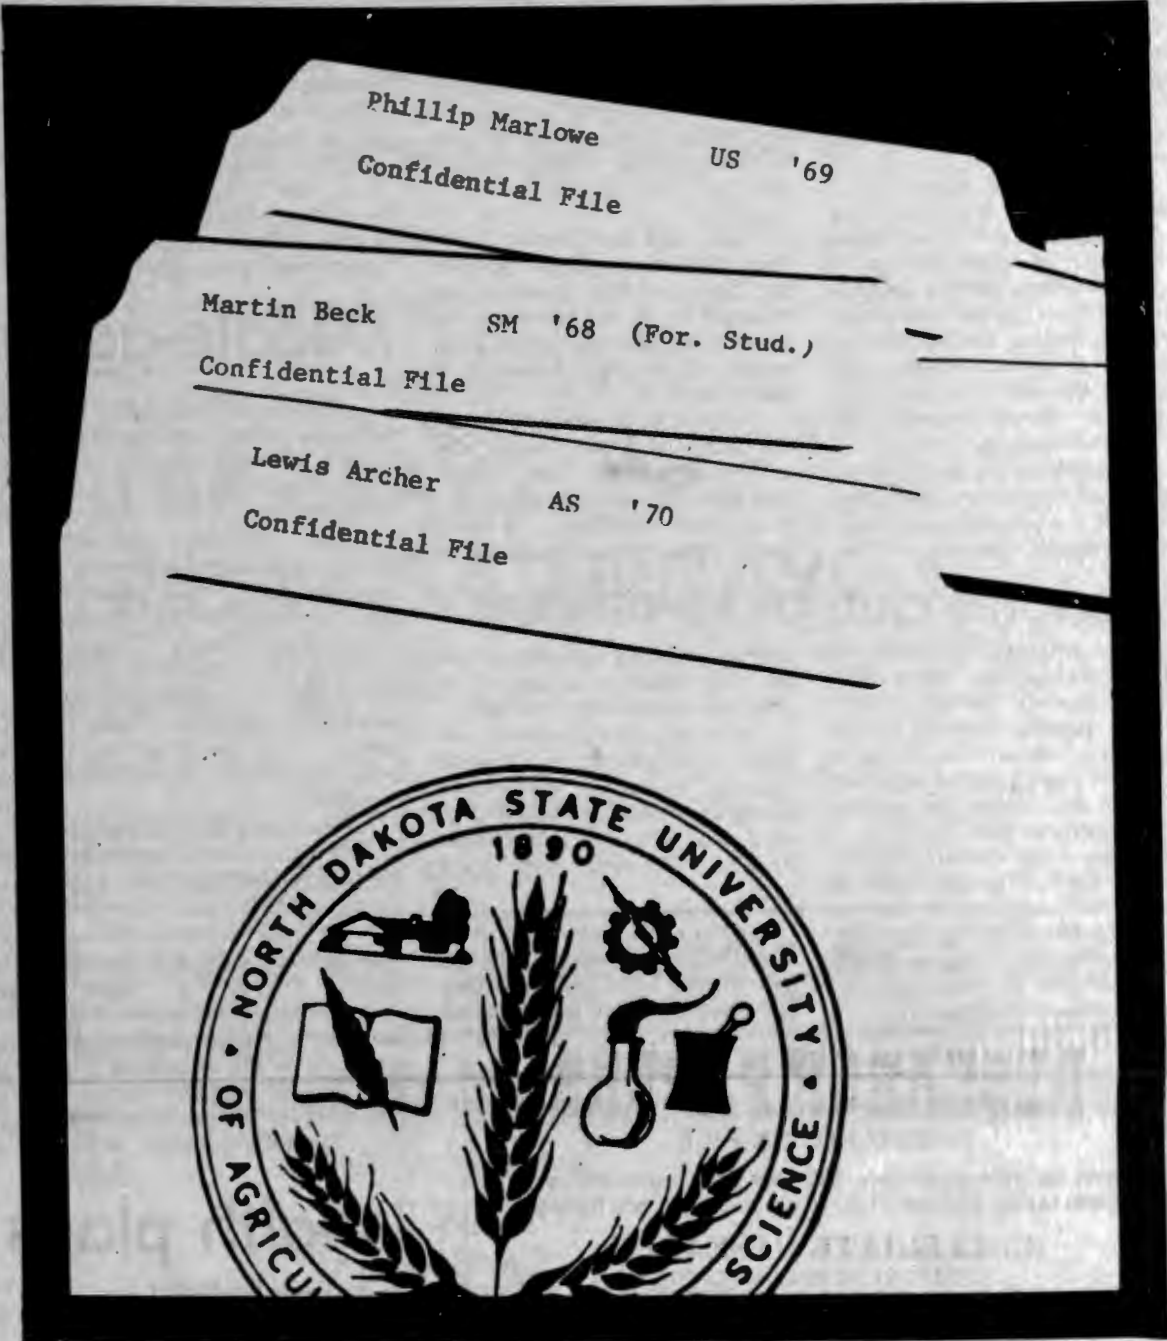 Phillip Marlowe US '69
Confidential File
Martin Beck SM '68 (For. Stud.)
Confidential File
Lewis Archer AS '70
Confidential File
• NORTH DAKOTA STATE UNIVERSITY •
1890
OF AGRICU
SCIENCE